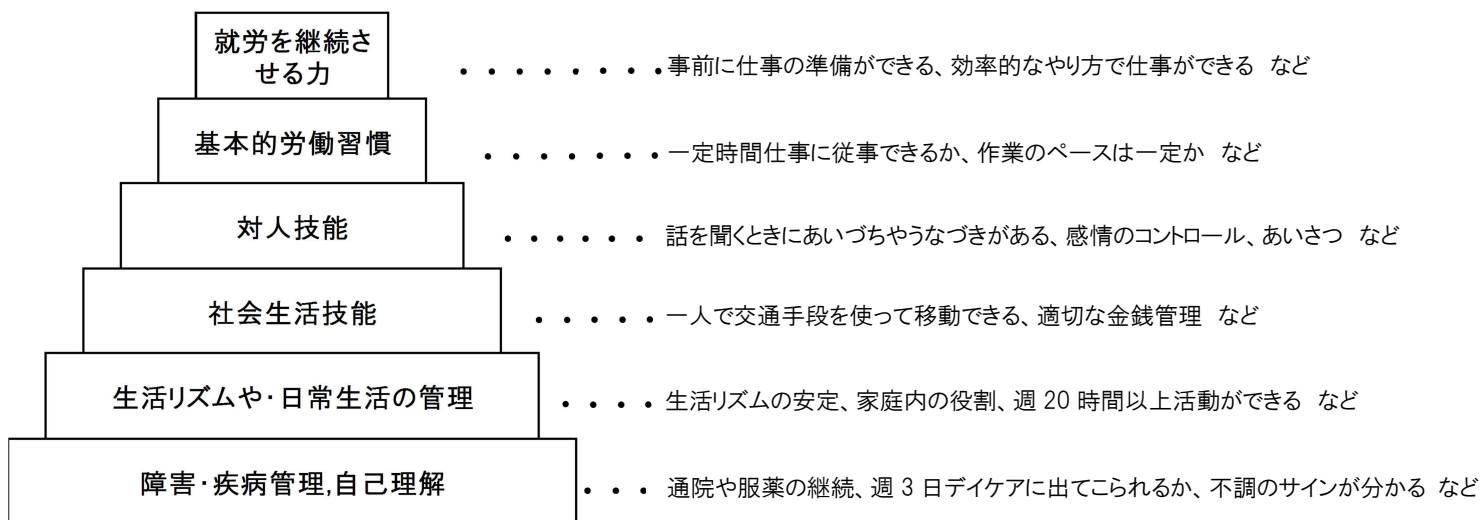 就労を継続さ
せる力
・・・・・・・・事前に仕事の準備ができる、効率的なやり方で仕事ができる など
基本的労働習慣
・・・・・・・一定時間仕事に従事できるか、作業のペースは一定か など
対人技能
・・・・・・ 話を聞くときにあいづちやうなづきがある、感情のコントロール、あいさつ など
社会生活技能
・・・・・ 一人で交通手段を使って移動できる、適切な金銭管理 など
生活リズムや・日常生活の管理
・・・・ 生活リズムの安定、家庭内の役割、週 20 時間以上活動ができる など
障害・疾病管理,自己理解
・・・ 通院や服薬の継続、週 3 日デイケアに出てこられるか、不調のサインが分かる など